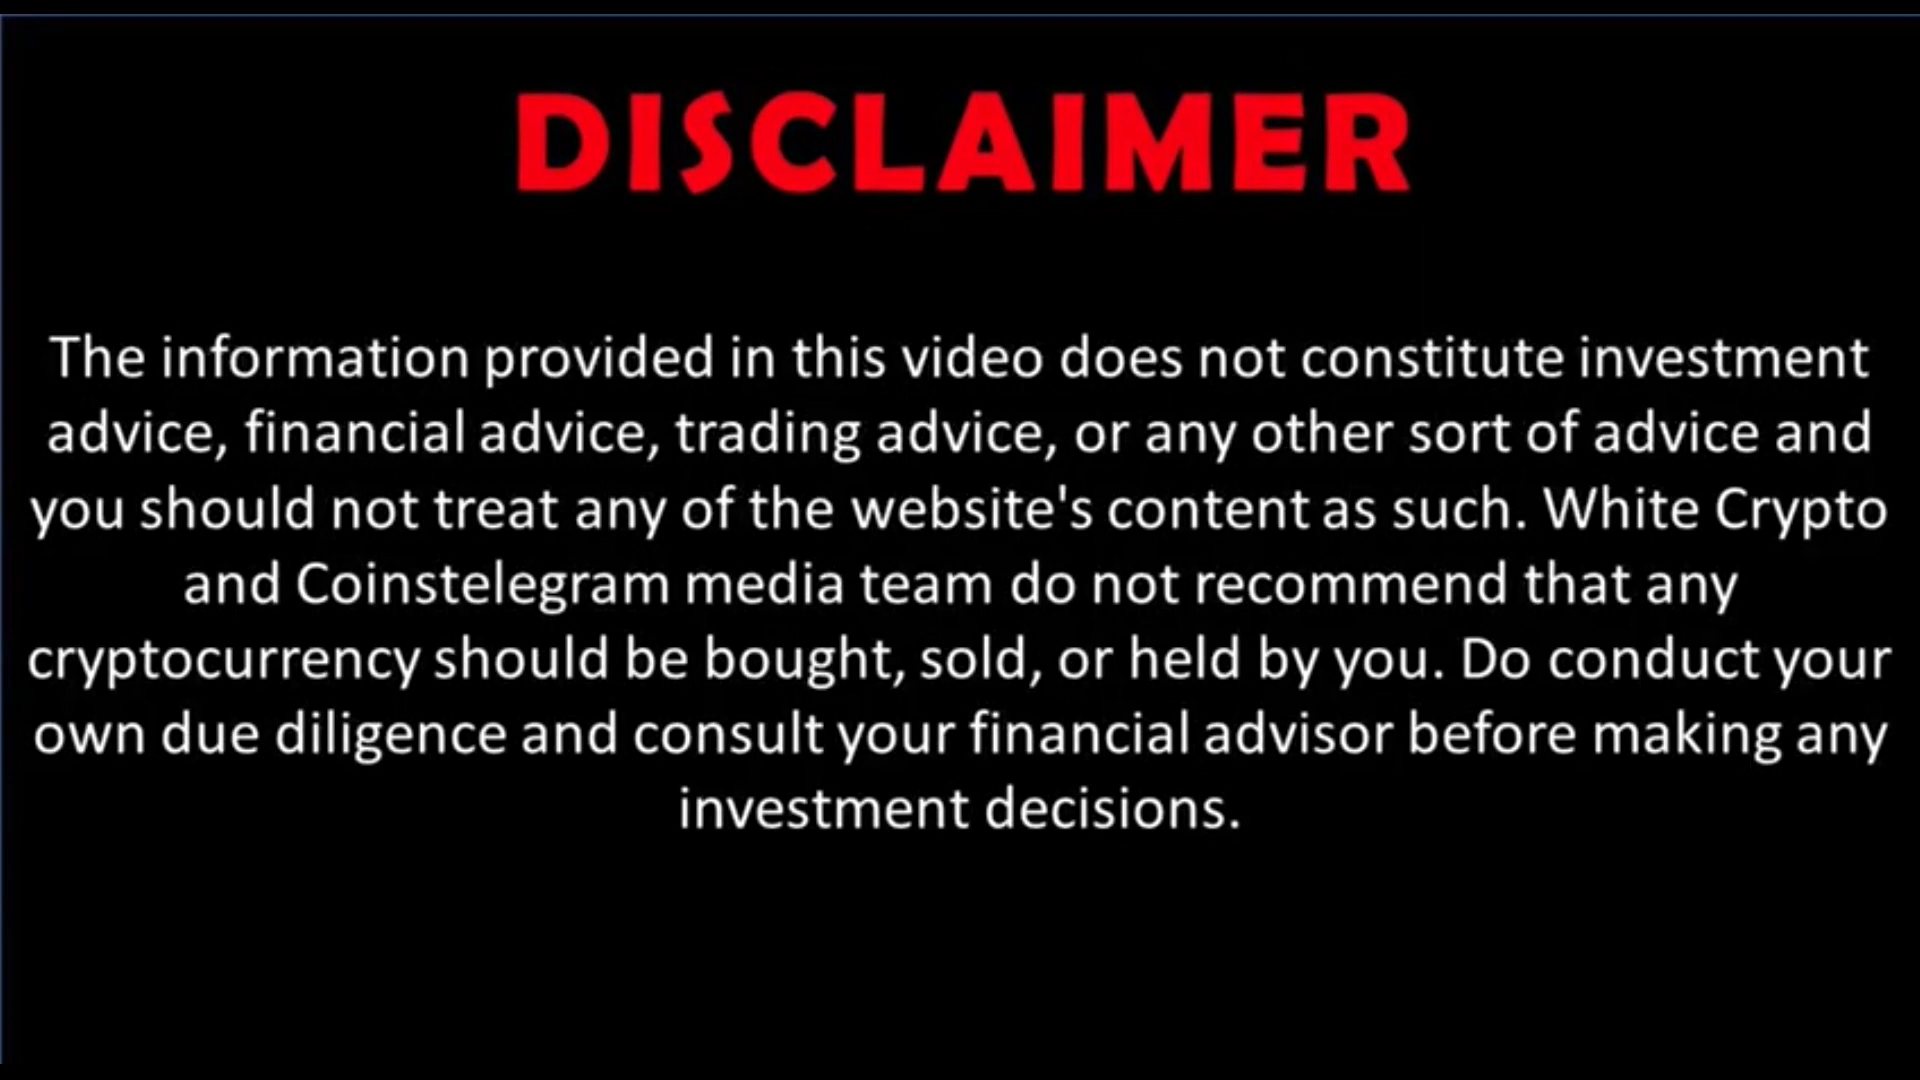 DISCLAIMER
The information provided in this video does not constitute investment
advice, financial advice, trading advice, or any other sort of advice and
you should not treat any of the website's content as such. White Crypto
and Coinstelegram media team do not recommend that any
cryptocurrency should be bought, sold, or held by you. Do conduct your
own due diligence and consult your financial advisor before making any
investment decisions.